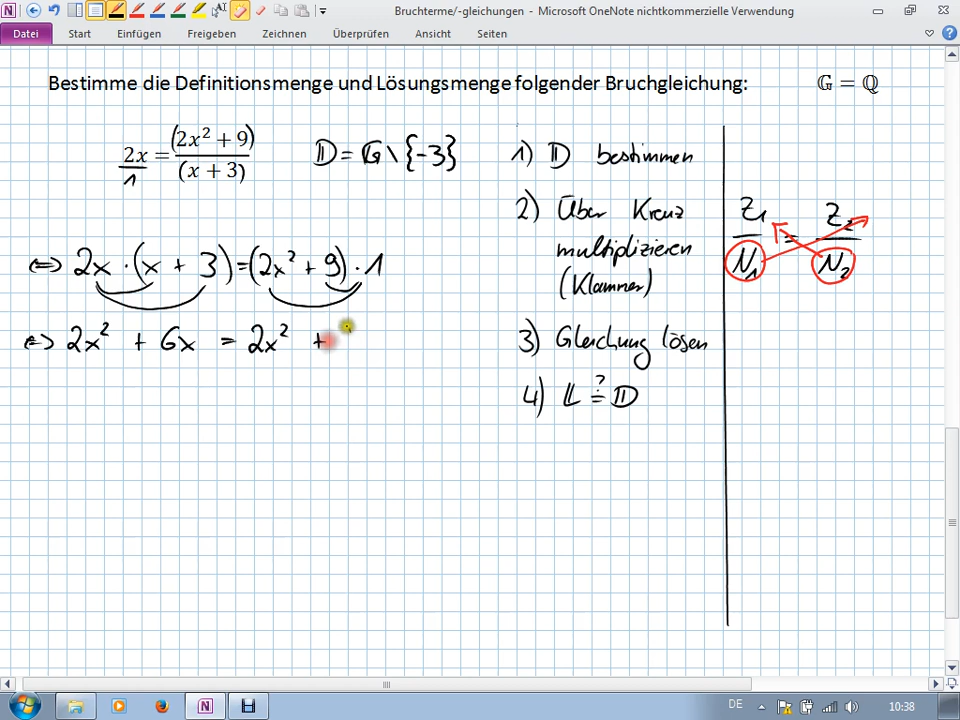 Bruchterme/-gleichungen - Microsoft OneNote nichtkommerzielle Verwendung
Datei Start Einfügen Freigeben Zeichnen Überprüfen Ansicht Seiten
Bestimme die Definitionsmenge und Lösungsmenge folgender Bruchgleichung: 𝔾 = ℚ
2x/1 = (2x² + 9)/(x + 3)
𝔻 = 𝔾 \ {-3}
⇔ 2x · (x + 3) = (2x² + 9) · 1
⇔ 2x² + 6x = 2x² +
1) 𝔻 bestimmen
2) Über Kreuz
multiplizieren
(Klammer)
3) Gleichung lösen
4) 𝕃 ≟ 𝔻
Z₁/N₁ = Z₂/N₂
DE
10:38